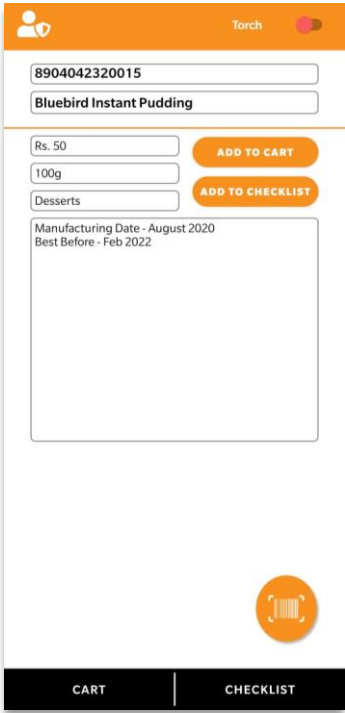 Torch
8904042320015
Bluebird Instant Pudding
Rs. 50
ADD TO CART
100g
ADD TO CHECKLIST
Desserts
Manufacturing Date - August 2020
Best Before - Feb 2022
CART
CHECKLIST